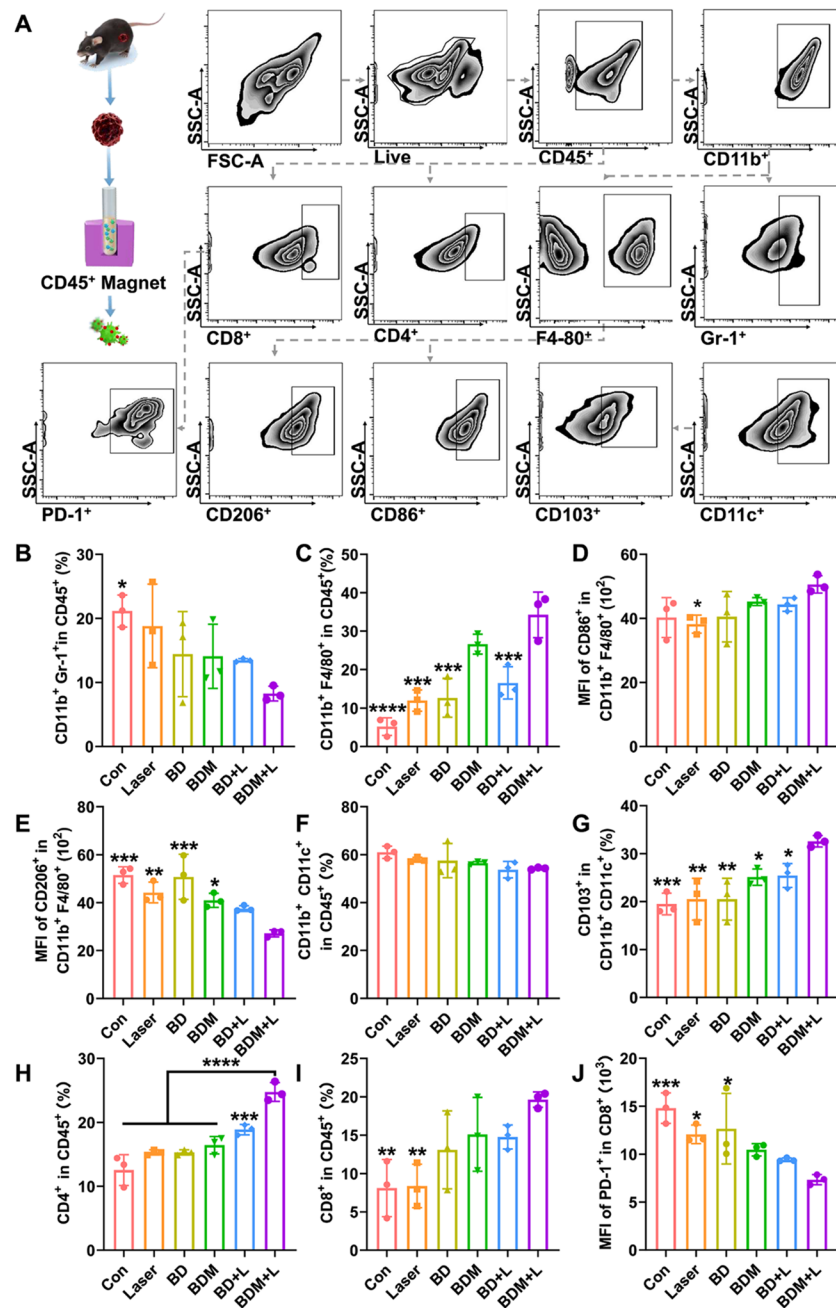 A
SSC-A
FSC-A
SSC-A
Live
SSC-A
CD45⁺
SSC-A
CD11b⁺
CD45⁺ Magnet
SSC-A
CD8⁺
SSC-A
CD4⁺
SSC-A
F4-80⁺
SSC-A
Gr-1⁺
SSC-A
PD-1⁺
SSC-A
CD206⁺
SSC-A
CD86⁺
SSC-A
CD103⁺
SSC-A
CD11c⁺
B
CD11b⁺ Gr-1⁺in CD45⁺ (%)
30
20
10
0
*
Con
Laser
BD
BDM
BD+L
BDM+L
C
CD11b⁺ F4/80⁺ in CD45⁺(%)
50
40
30
20
10
0
****
***
***
***
Con
Laser
BD
BDM
BD+L
BDM+L
D
MFI of CD86⁺ in
CD11b⁺ F4/80⁺ (10²)
60
40
20
0
*
Con
Laser
BD
BDM
BD+L
BDM+L
E
MFI of CD206⁺ in
CD11b⁺ F4/80⁺ (10²)
80
60
40
20
0
***
**
***
*
Con
Laser
BD
BDM
BD+L
BDM+L
F
CD11b⁺ CD11c⁺
in CD45⁺ (%)
80
60
40
20
0
Con
Laser
BD
BDM
BD+L
BDM+L
G
CD103⁺ in
CD11b⁺ CD11c⁺ (%)
40
30
20
10
0
***
**
**
*
*
Con
Laser
BD
BDM
BD+L
BDM+L
H
CD4⁺ in CD45⁺ (%)
30
20
10
0
****
***
Con
Laser
BD
BDM
BD+L
BDM+L
I
CD8⁺ in CD45⁺ (%)
25
20
15
10
5
0
**
**
Con
Laser
BD
BDM
BD+L
BDM+L
J
MFI of PD-1⁺ in CD8⁺ (10³)
20
15
10
5
0
***
*
*
Con
Laser
BD
BDM
BD+L
BDM+L